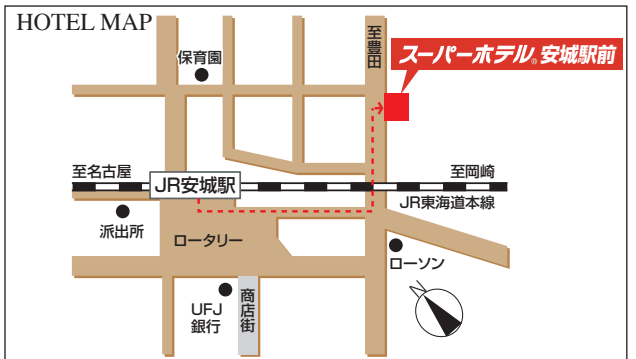 HOTEL MAP
至豊田
スーパーホテル® 安城駅前
保育園
至名古屋
JR安城駅
至岡崎
JR東海道本線
派出所
ロータリー
ローソン
UFJ
銀行
商店街
N